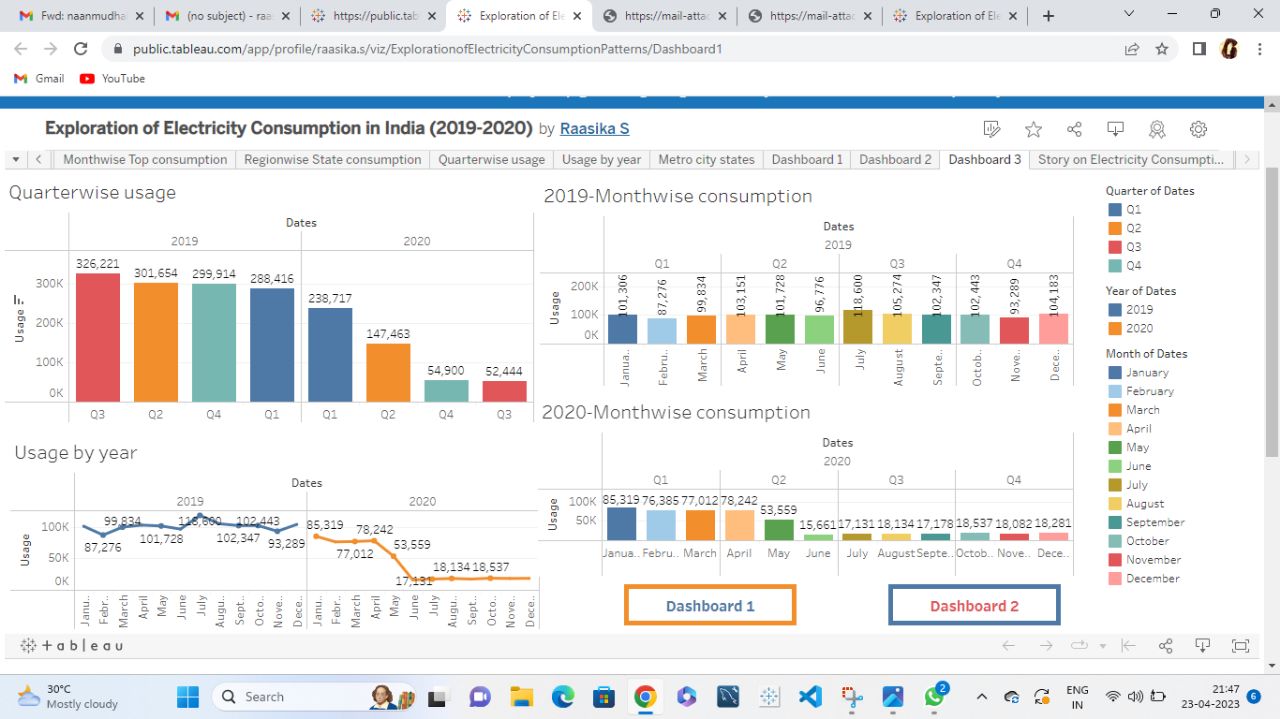 Fwd: naanmudha
(no subject) - raa
https://public.tab
Exploration of Ele
https://mail-attac
https://mail-attac
Exploration of Ele
public.tableau.com/app/profile/raasika.s/viz/ExplorationofElectricityConsumptionPatterns/Dashboard1
Gmail YouTube
Exploration of Electricity Consumption in India (2019-2020) by Raasika S
Monthwise Top consumption Regionwise State consumption Quarterwise usage Usage by year Metro city states Dashboard 1 Dashboard 2 Dashboard 3 Story on Electricity Consumpti...
Quarterwise usage
Dates
2019 2020
Usage
300K
200K
100K
0K
326,221 301,654 299,914 288,416 238,717 147,463 54,900 52,444
Q3 Q2 Q4 Q1 Q1 Q2 Q4 Q3
2019-Monthwise consumption
Dates
2019
Q1 Q2 Q3 Q4
Usage
200K
100K
0K
101,306 87,276 99,834 103,151 101,728 96,776 118,600 105,274 102,347 102,443 93,289 104,183
Janua.. Febru.. March April May June July August Septe.. Octob.. Nove.. Dece..
Usage by year
Dates
2019 2020
Usage
100K
50K
0K
87,276 99,834 101,728 118,600 102,347 102,443 93,289 85,319 77,012 78,242 53,559 17,131 18,134 18,537
Janu.. Febr.. March April May June July Augu.. Sept.. Octo.. Nove.. Dece..
Janu.. Febr.. March April May June July Augu.. Sept.. Octo.. Nove.. Dece..
2020-Monthwise consumption
Dates
2020
Q1 Q2 Q3 Q4
Usage
100K
50K
85,319 76,385 77,012 78,242 53,559 15,661 17,131 18,134 17,178 18,537 18,082 18,281
Janua.. Febru.. March April May June July August Septe.. Octob.. Nove.. Dece..
Dashboard 1 Dashboard 2
Quarter of Dates
Q1
Q2
Q3
Q4
Year of Dates
2019
2020
Month of Dates
January
February
March
April
May
June
July
August
September
October
November
December
+ a b l e a u
30°C
Mostly cloudy
Search
2
ENG
IN
21:47
23-04-2023
6